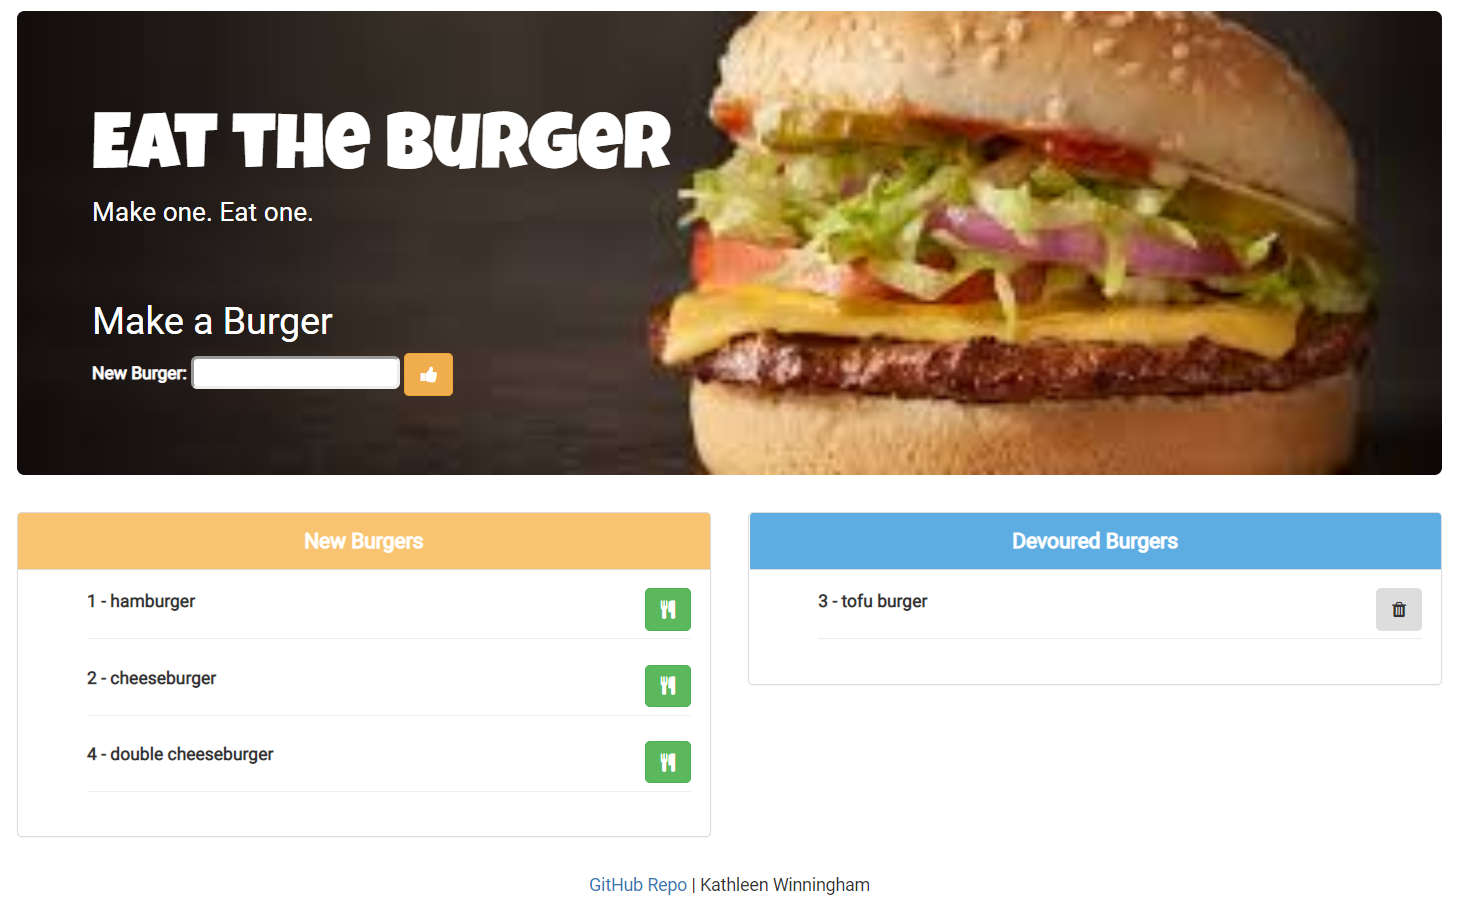 Eat the Burger
Make one. Eat one.
Make a Burger
New Burger:
New Burgers
1 - hamburger
2 - cheeseburger
4 - double cheeseburger
Devoured Burgers
3 - tofu burger
GitHub Repo | Kathleen Winningham